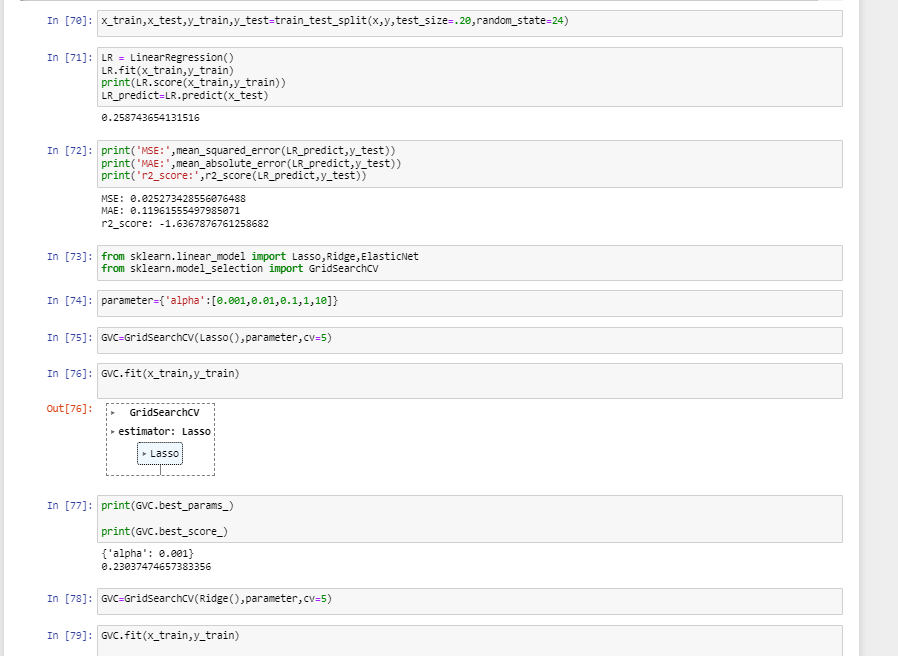 In [70]: x_train,x_test,y_train,y_test=train_test_split(x,y,test_size=.20,random_state=24)
In [71]: LR = LinearRegression()
LR.fit(x_train,y_train)
print(LR.score(x_train,y_train))
LR_predict=LR.predict(x_test)
0.258743654131516
In [72]: print('MSE:',mean_squared_error(LR_predict,y_test))
print('MAE:',mean_absolute_error(LR_predict,y_test))
print('r2_score:',r2_score(LR_predict,y_test))
MSE: 0.025273428556076488
MAE: 0.11961555497985071
r2_score: -1.6367876761258682
In [73]: from sklearn.linear_model import Lasso,Ridge,ElasticNet
from sklearn.model_selection import GridSearchCV
In [74]: parameter={'alpha':[0.001,0.01,0.1,1,10]}
In [75]: GVC=GridSearchCV(Lasso(),parameter,cv=5)
In [76]: GVC.fit(x_train,y_train)
Out[76]: ▸ GridSearchCV
▸ estimator: Lasso
▸ Lasso
In [77]: print(GVC.best_params_)
print(GVC.best_score_)
{'alpha': 0.001}
0.23037474657383356
In [78]: GVC=GridSearchCV(Ridge(),parameter,cv=5)
In [79]: GVC.fit(x_train,y_train)